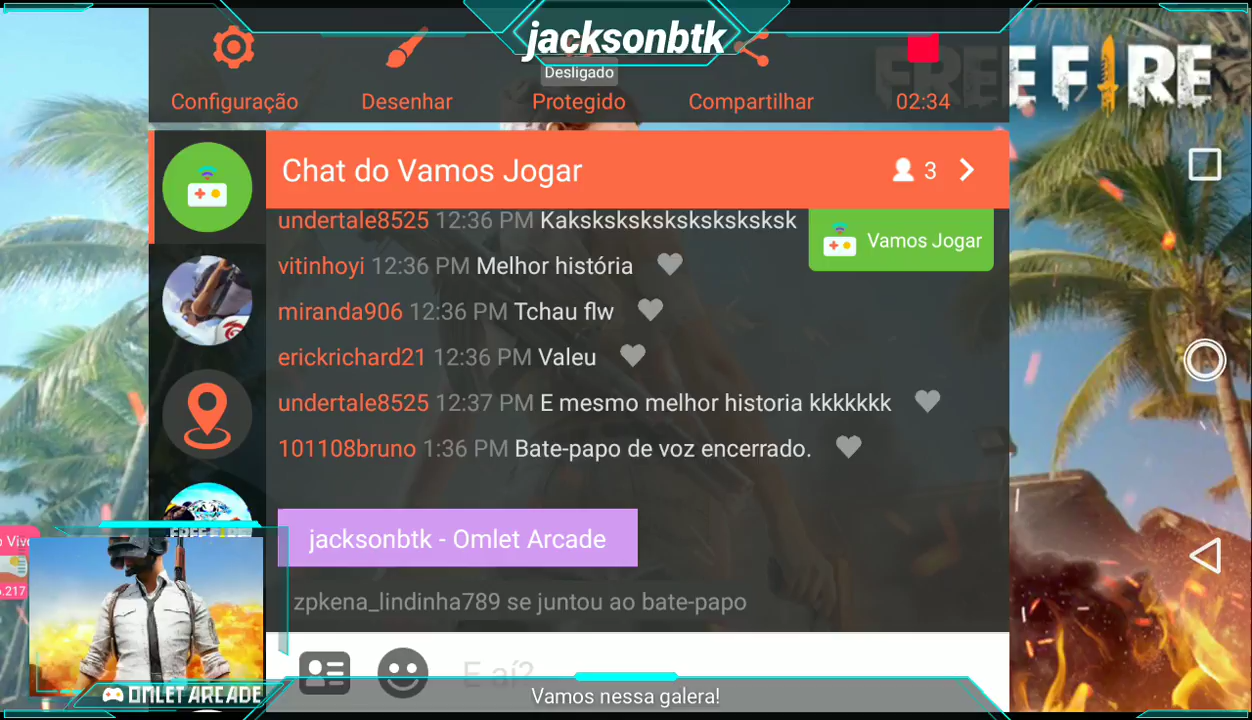 jacksonbtk
Desligado
Configuração
Desenhar
Protegido
Compartilhar
02:34
FREE FIRE
Chat do Vamos Jogar
3
undertale8525 12:36 PM Kaksksksksksksksksk
Vamos Jogar
vitinhoyi 12:36 PM Melhor história
miranda906 12:36 PM Tchau flw
erickrichard21 12:36 PM Valeu
undertale8525 12:37 PM E mesmo melhor historia kkkkkkk
101108bruno 1:36 PM Bate-papo de voz encerrado.
jacksonbtk - Omlet Arcade
zpkena_lindinha789 se juntou ao bate-papo
E aí?
OMLET ARCADE
Vamos nessa galera!